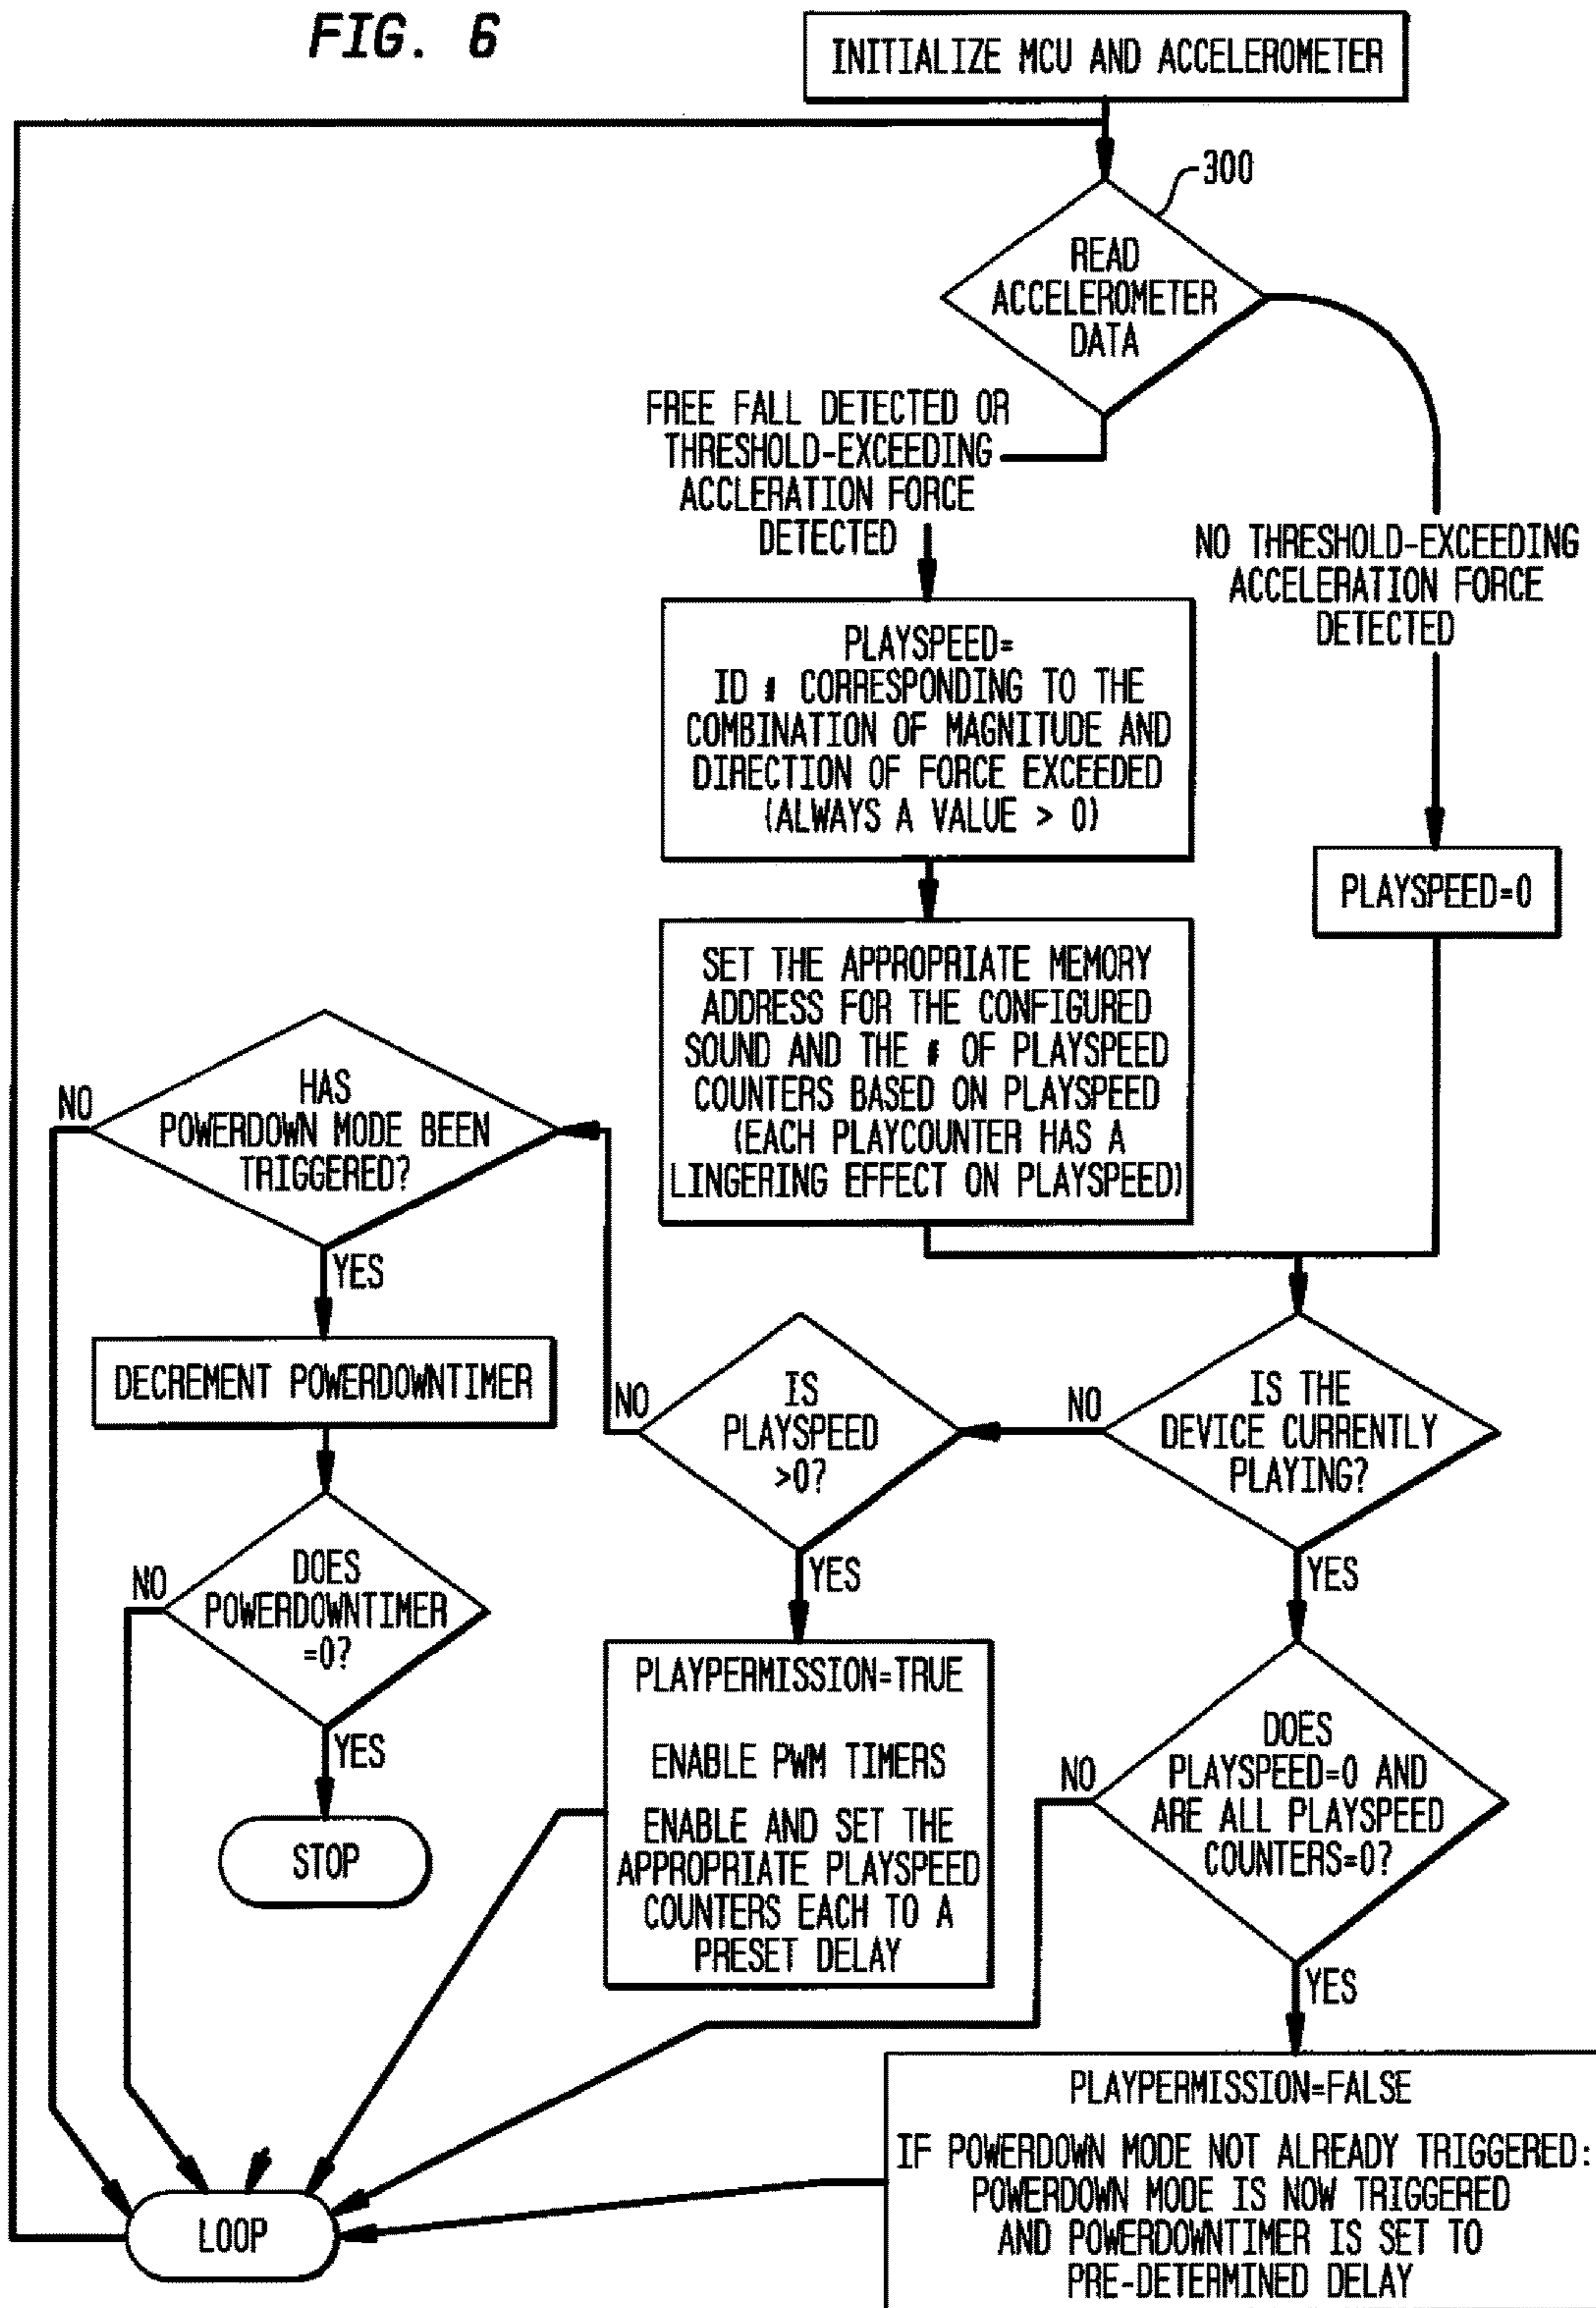 FIG. 6
INITIALIZE MCU AND ACCELEROMETER
300
READ
ACCELEROMETER
DATA
FREE FALL DETECTED OR
THRESHOLD-EXCEEDING
ACCLERATION FORCE
DETECTED
NO THRESHOLD-EXCEEDING
ACCELERATION FORCE
DETECTED
PLAYSPEED=
ID # CORRESPONDING TO THE
COMBINATION OF MAGNITUDE AND
DIRECTION OF FORCE EXCEEDED
(ALWAYS A VALUE > 0)
PLAYSPEED=0
SET THE APPROPRIATE MEMORY
ADDRESS FOR THE CONFIGURED
SOUND AND THE # OF PLAYSPEED
COUNTERS BASED ON PLAYSPEED
(EACH PLAYCOUNTER HAS A
LINGERING EFFECT ON PLAYSPEED)
HAS
POWERDOWN MODE BEEN
TRIGGERED?
NO
YES
DECREMENT POWERDOWNTIMER
DOES
POWERDOWNTIMER
=0?
NO
YES
STOP
IS
PLAYSPEED
>0?
NO
YES
IS THE
DEVICE CURRENTLY
PLAYING?
NO
YES
PLAYPERMISSION=TRUE
ENABLE PWM TIMERS
ENABLE AND SET THE
APPROPRIATE PLAYSPEED
COUNTERS EACH TO A
PRESET DELAY
DOES
PLAYSPEED=0 AND
ARE ALL PLAYSPEED
COUNTERS=0?
NO
YES
PLAYPERMISSION=FALSE
IF POWERDOWN MODE NOT ALREADY TRIGGERED:
POWERDOWN MODE IS NOW TRIGGERED
AND POWERDOWNTIMER IS SET TO
PRE-DETERMINED DELAY
LOOP